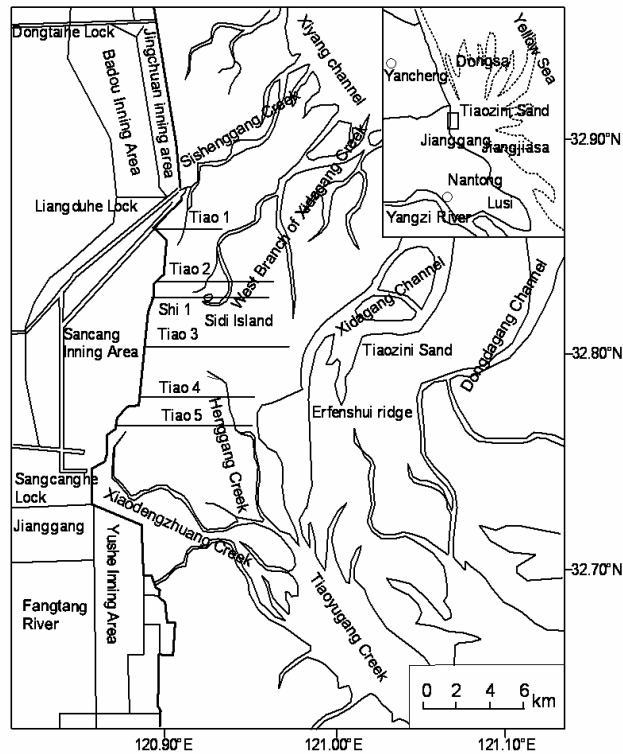 Dongtaihe Lock
Jingchuan inning area
Badou Inning Area
Xiyang channel
Sishenggang Creek
Yellow Sea
Dongsa
Yancheng
Tiaozini Sand
Jianggang
Jiangjiasa
Nantong
Lusi
Yangzi River
32.90°N
Liangduhe Lock
Tiao 1
West Branch of Xidagang Creek
Tiao 2
Shi 1
Sidi Island
Sancang
Inning Area
Tiao 3
Xidagang Channel
Dongdagang Channel
Tiaozini Sand
32.80°N
Tiao 4
Tiao 5
Henggang Creek
Erfenshui ridge
Sangcanghe
Lock
Xiaodengzhuang Creek
Jianggang
Yushe Inning Area
Fangtang
River
Tiaoyugang Creek
32.70°N
0 2 4 6
km
120.90°E
121.00°E
121.10°E